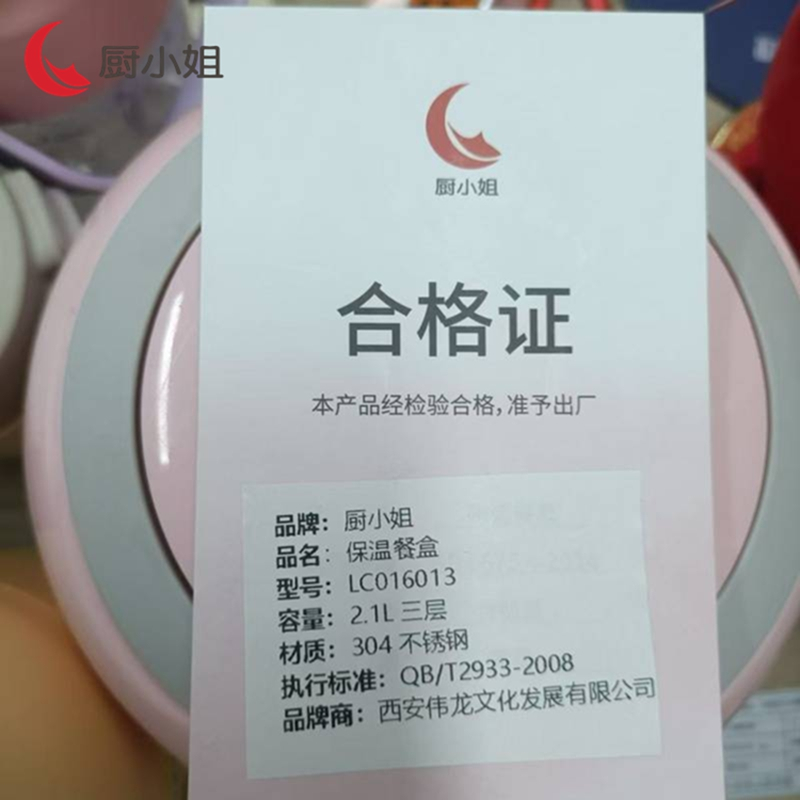 厨小姐
厨小姐
合格证
本产品经检验合格,准予出厂
品牌：厨小姐
品名：保温餐盒
型号：LC016013
容量：2.1L 三层
材质：304 不锈钢
执行标准：QB/T2933-2008
品牌商：西安伟龙文化发展有限公司